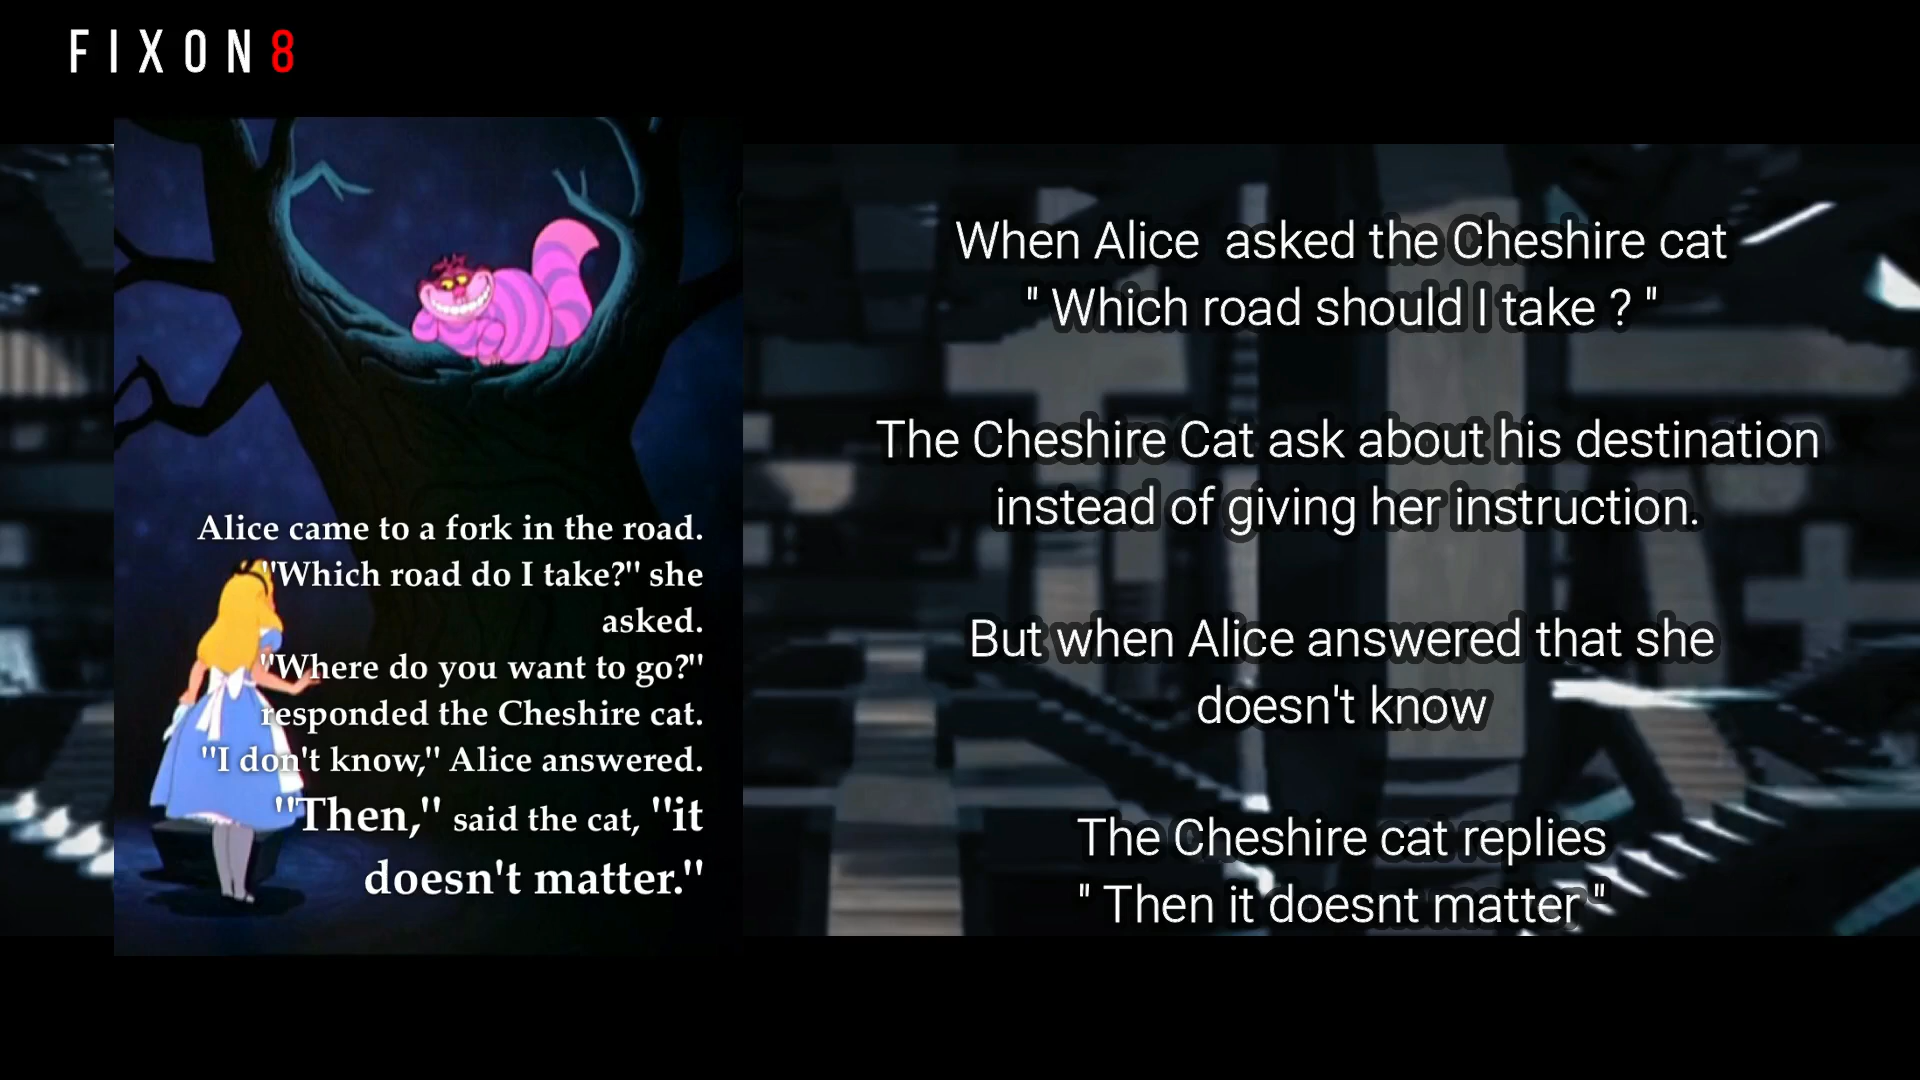 FIXON8
Alice came to a fork in the road.
"Which road do I take?" she
asked.
"Where do you want to go?"
responded the Cheshire cat.
"I don't know," Alice answered.
"Then," said the cat, "it
doesn't matter."
When Alice  asked the Cheshire cat
" Which road should I take ? "
The Cheshire Cat ask about his destination
instead of giving her instruction.
But when Alice answered that she
doesn't know
The Cheshire cat replies
" Then it doesnt matter "